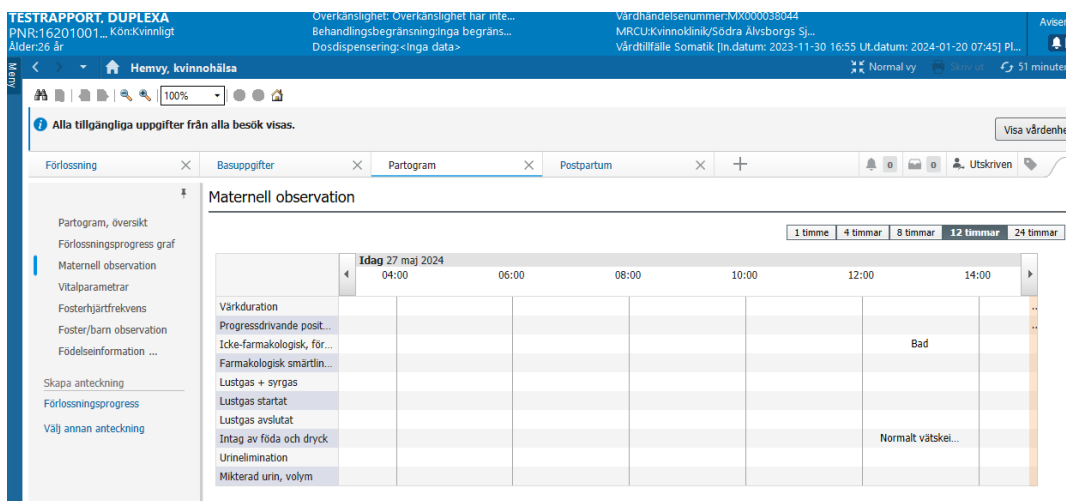 TESTRAPPORT, DUPLEXA
PNR:16201001... Kön:Kvinnligt
Ålder:26 år
Överkänslighet: Överkänslighet har inte...
Behandlingsbegränsning:Inga begräns...
Dosdispensering:<Inga data>
Vårdhändelsenummer:MX000038044
MRCU:Kvinnoklinik/Södra Älvsborgs Sj...
Vårdtillfälle Somatik [In.datum: 2023-11-30 16:55 Ut.datum: 2024-01-20 07:45] Pl...
Aviser
Meny
Hemvy, kvinnohälsa
Normal vy
Skriv ut
51 minuter
100%
Alla tillgängliga uppgifter från alla besök visas.
Visa vårdenhe
Förlossning
Basuppgifter
Partogram
Postpartum
0
0
Utskriven
Partogram, översikt
Förlossningsprogress graf
Maternell observation
Vitalparametrar
Fosterhjärtfrekvens
Foster/barn observation
Födelseinformation ...
Skapa anteckning
Förlossningsprogress
Välj annan anteckning
Maternell observation
1 timme 4 timmar 8 timmar 12 timmar 24 timmar
Idag 27 maj 2024
04:00 06:00 08:00 10:00 12:00 14:00
Värkduration ..
Progressdrivande posit... ..
Icke-farmakologisk, för... Bad
Farmakologisk smärtlin...
Lustgas + syrgas
Lustgas startat
Lustgas avslutat
Intag av föda och dryck Normalt vätskei...
Urinelimination
Mikterad urin, volym